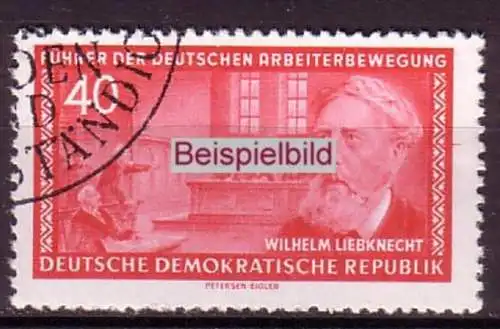 FÜHRER DER DEUTSCHEN ARBEITERBEWEGUNG
40
Beispielbild
WILHELM LIEBKNECHT
DEUTSCHE DEMOKRATISCHE REPUBLIK
PETERSEN-EIGLER